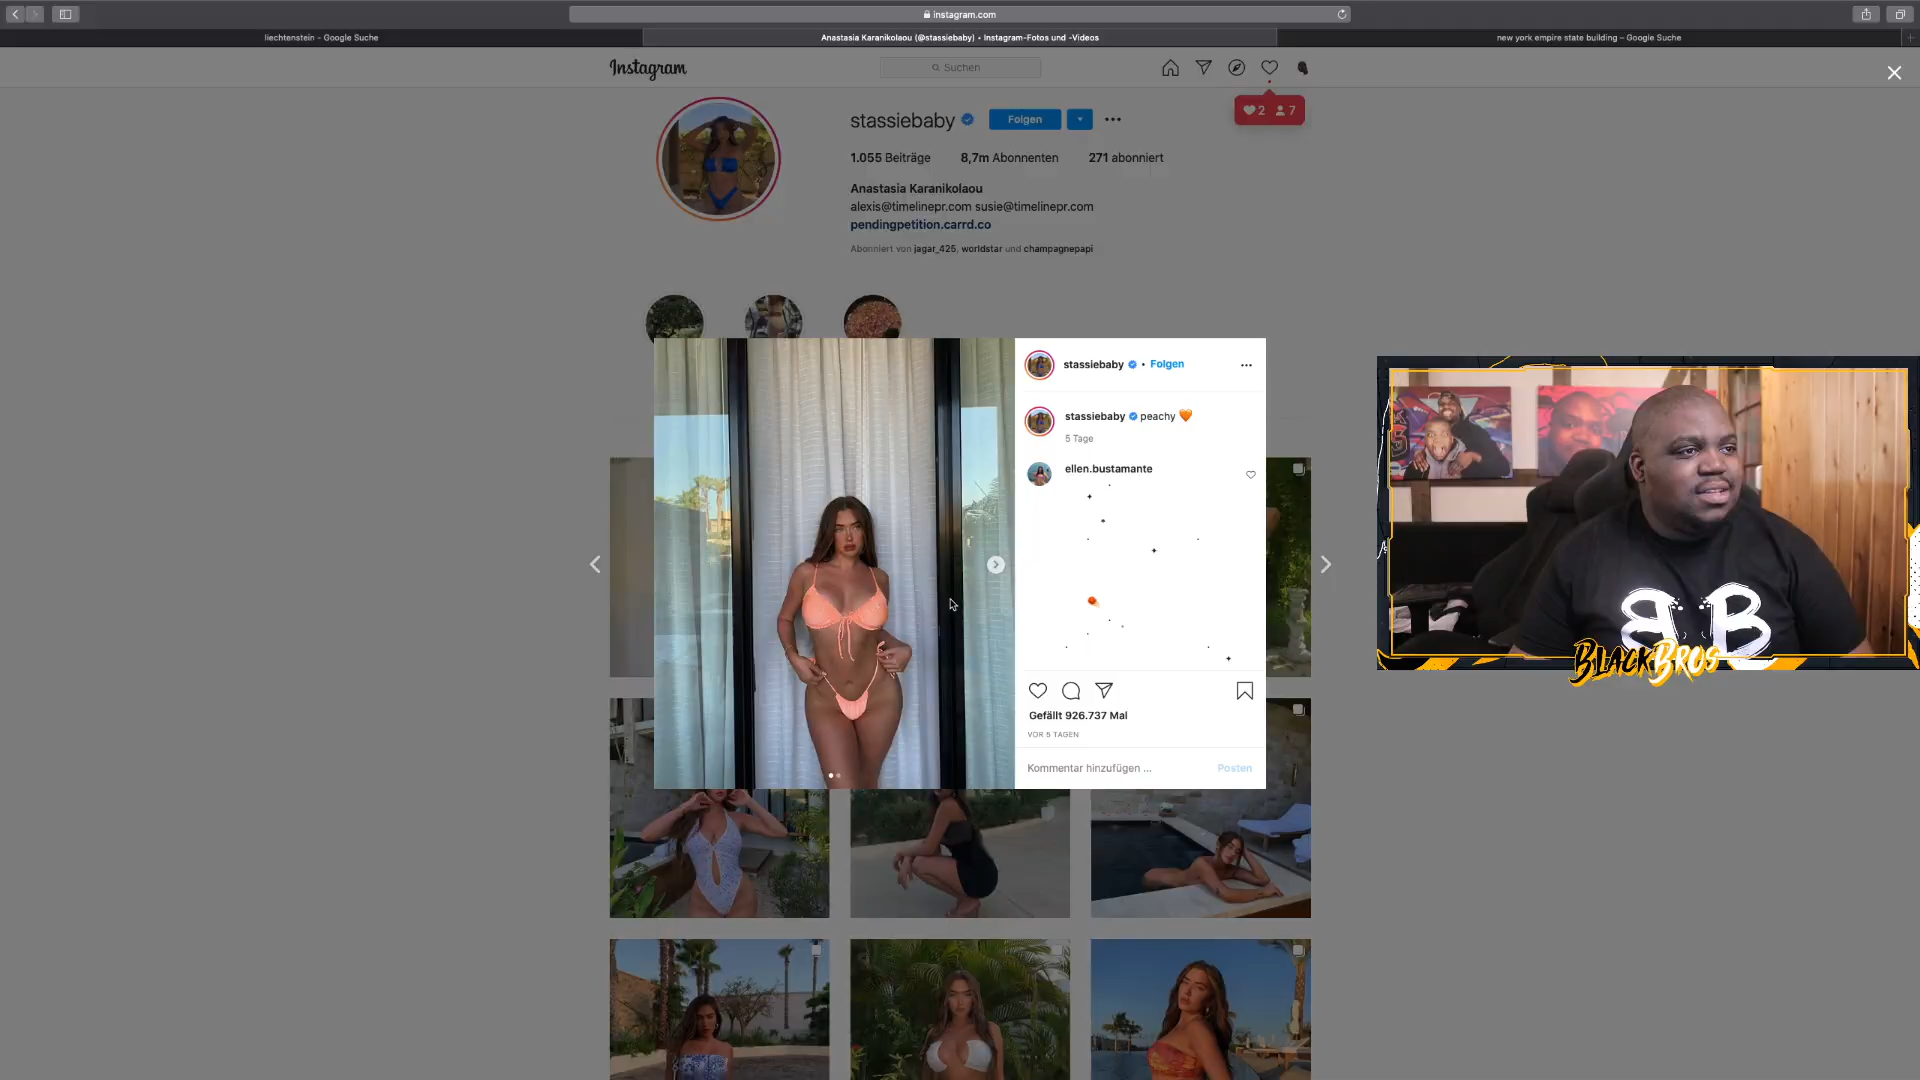 instagram.com
liechtenstein – Google Suche
Anastasia Karanikolaou (@stassiebaby) • Instagram-Fotos und -Videos
new york empire state building – Google Suche
Instagram
Suchen
2 7
stassiebaby
Folgen
1.055 Beiträge 8,7m Abonnenten 271 abonniert
Anastasia Karanikolaou
alexis@timelinepr.com susie@timelinepr.com
pendingpetition.carrd.co
Abonniert von jagar_425, worldstar und champagnepapi
stassiebaby • Folgen
stassiebaby peachy 🧡
5 Tage
ellen.bustamante
Gefällt 926.737 Mal
VOR 5 TAGEN
Kommentar hinzufügen ...
Posten
BB
BLACKBROS